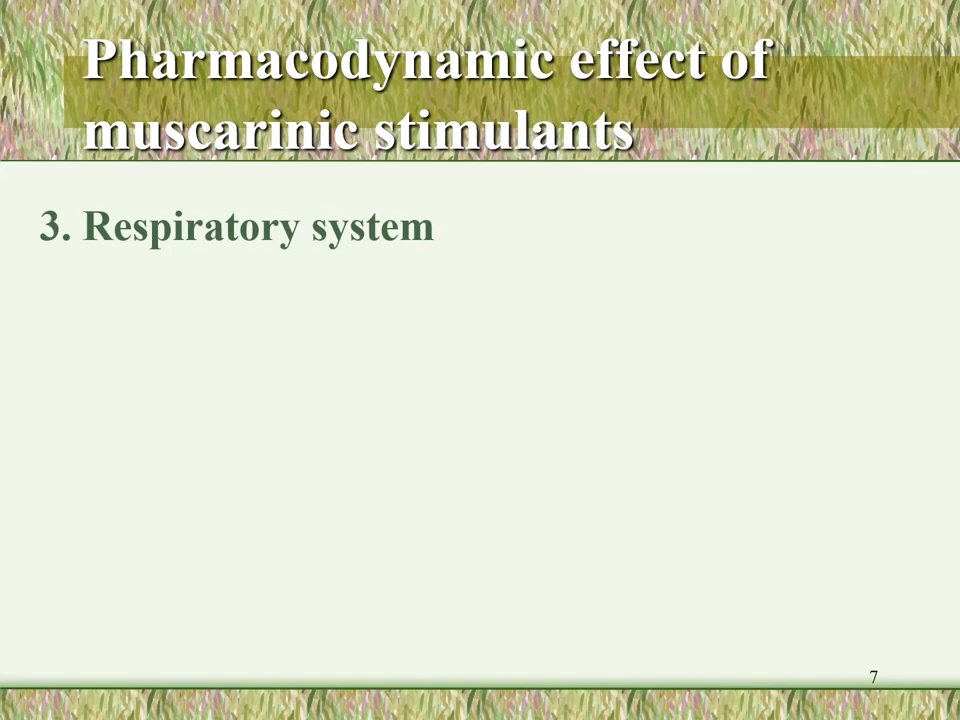 Pharmacodynamic effect of
muscarinic stimulants
3. Respiratory system
7